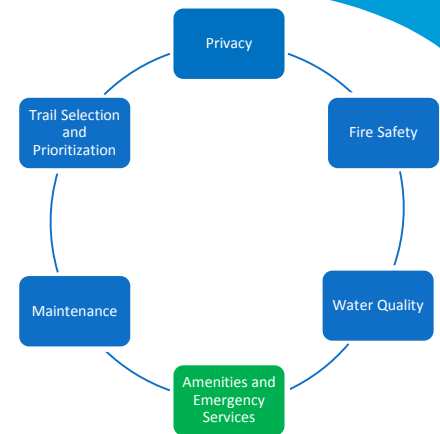 Privacy
Fire Safety
Water Quality
Amenities and
Emergency
Services
Maintenance
Trail Selection
and
Prioritization